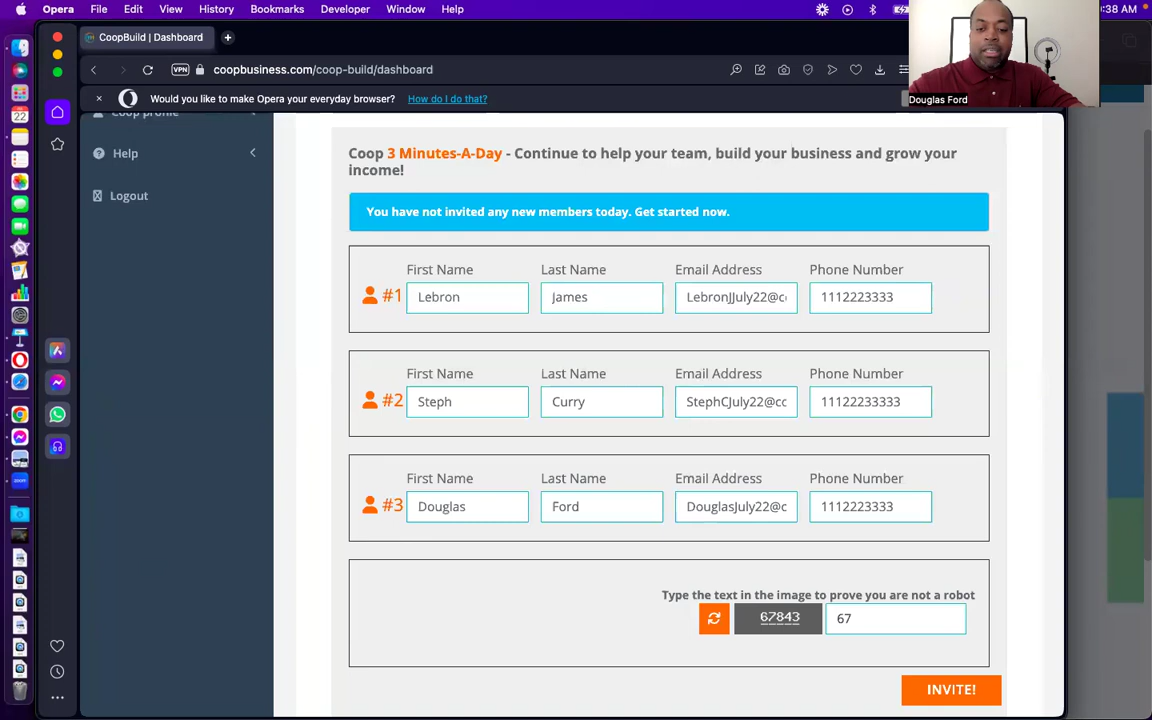 Opera File Edit View History Bookmarks Developer Window Help
:38 AM
CoopBuild | Dashboard
VPN coopbusiness.com/coop-build/dashboard
Would you like to make Opera your everyday browser? How do I do that?
Douglas Ford
Coop profile
Help
Logout
Coop 3 Minutes-A-Day - Continue to help your team, build your business and grow your
income!
You have not invited any new members today. Get started now.
First Name Last Name Email Address Phone Number
#1 Lebron James LebronJJuly22@c 1112223333
First Name Last Name Email Address Phone Number
#2 Steph Curry StephCJuly22@cc 11122233333
First Name Last Name Email Address Phone Number
#3 Douglas Ford DouglasJuly22@c 1112223333
Type the text in the image to prove you are not a robot
67843 67
INVITE!